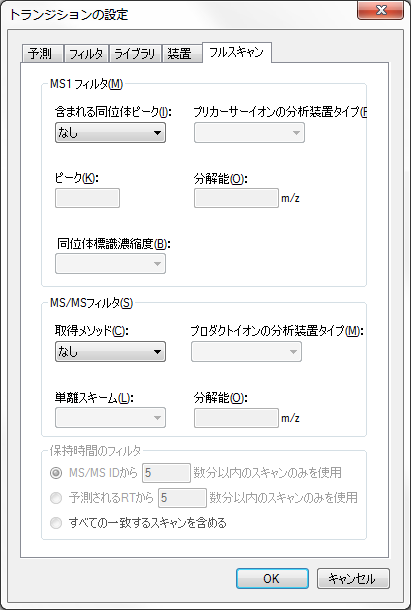 トランジションの設定
予測 フィルタ ライブラリ 装置 フルスキャン
MS1 フィルタ(M)
含まれる同位体ピーク(I): プリカーサーイオンの分析装置タイプ(
なし
ピーク(K): 分解能(O):
m/z
同位体標識濃縮度(B):
MS/MSフィルタ(S)
取得メソッド(C): プロダクトイオンの分析装置タイプ(M):
なし
単離スキーム(L): 分解能(O):
m/z
保持時間のフィルタ
MS/MS IDから 5 数分以内のスキャンのみを使用
予測されるRTから 5 数分以内のスキャンのみを使用
すべての一致するスキャンを含める
OK キャンセル